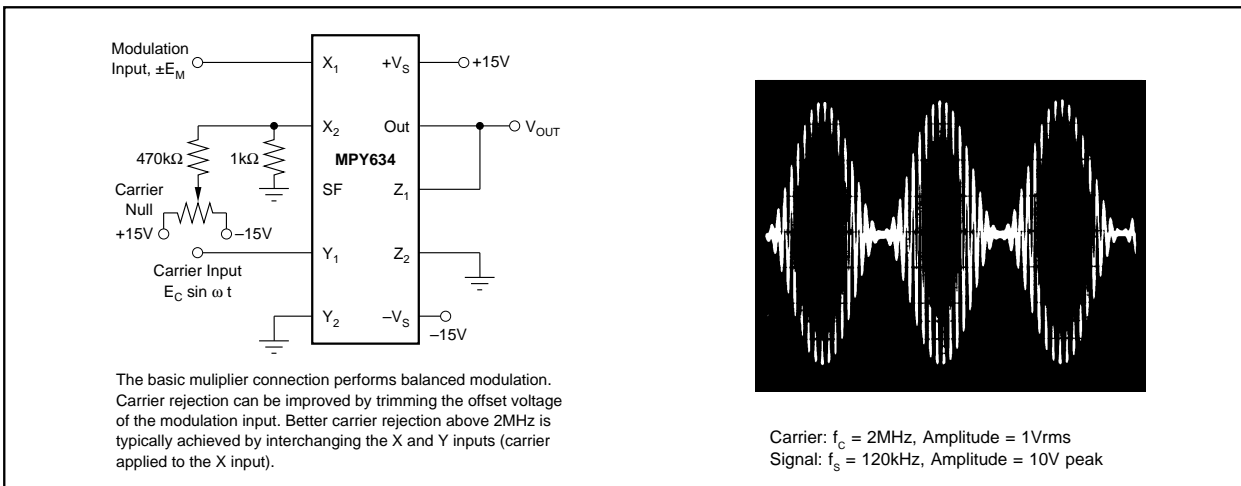 Modulation
Input, ±E_M
X_1
+V_S
+15V
X_2
Out
V_OUT
470kΩ
1kΩ
MPY634
SF
Z_1
Carrier
Null
+15V
–15V
Y_1
Z_2
Carrier Input
E_C sin ω t
Y_2
–V_S
–15V
The basic muliplier connection performs balanced modulation.
Carrier rejection can be improved by trimming the offset voltage
of the modulation input. Better carrier rejection above 2MHz is
typically achieved by interchanging the X and Y inputs (carrier
applied to the X input).
Carrier: f_C = 2MHz, Amplitude = 1Vrms
Signal: f_S = 120kHz, Amplitude = 10V peak